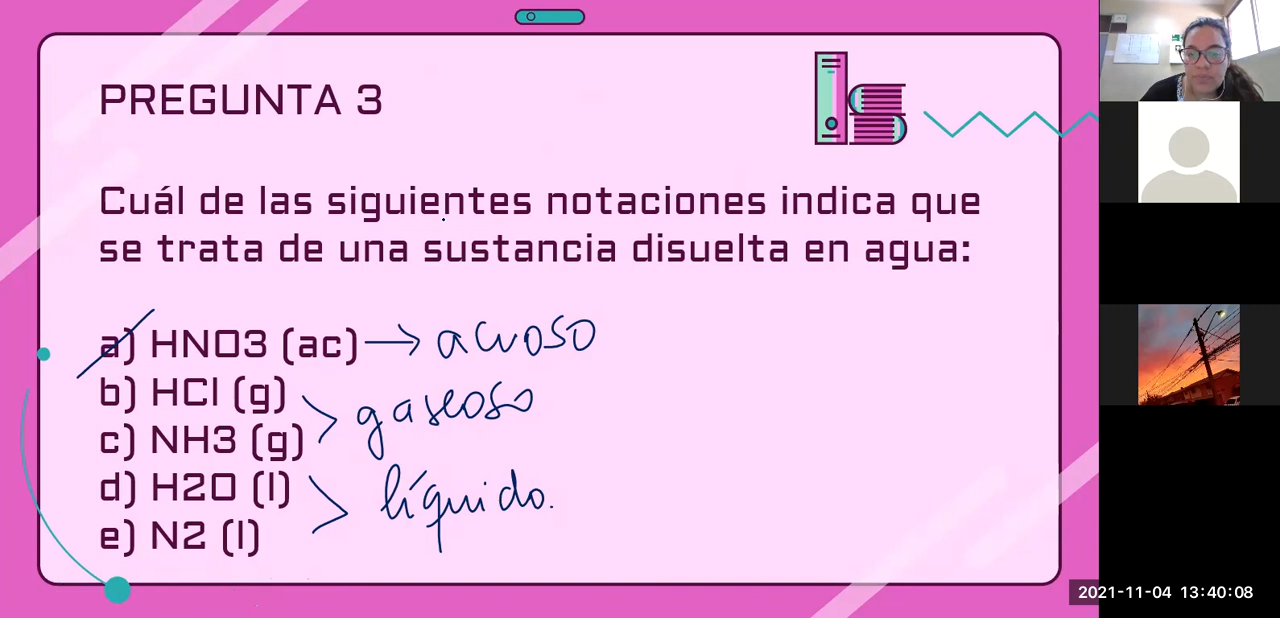 PREGUNTA 3
Cuál de las siguientes notaciones indica que
se trata de una sustancia disuelta en agua:
a) HNO3 (ac) → acuoso
b) HCl (g)
gaseoso
c) NH3 (g)
d) H2O (l)
líquido.
e) N2 (l)
2021-11-04 13:40:08